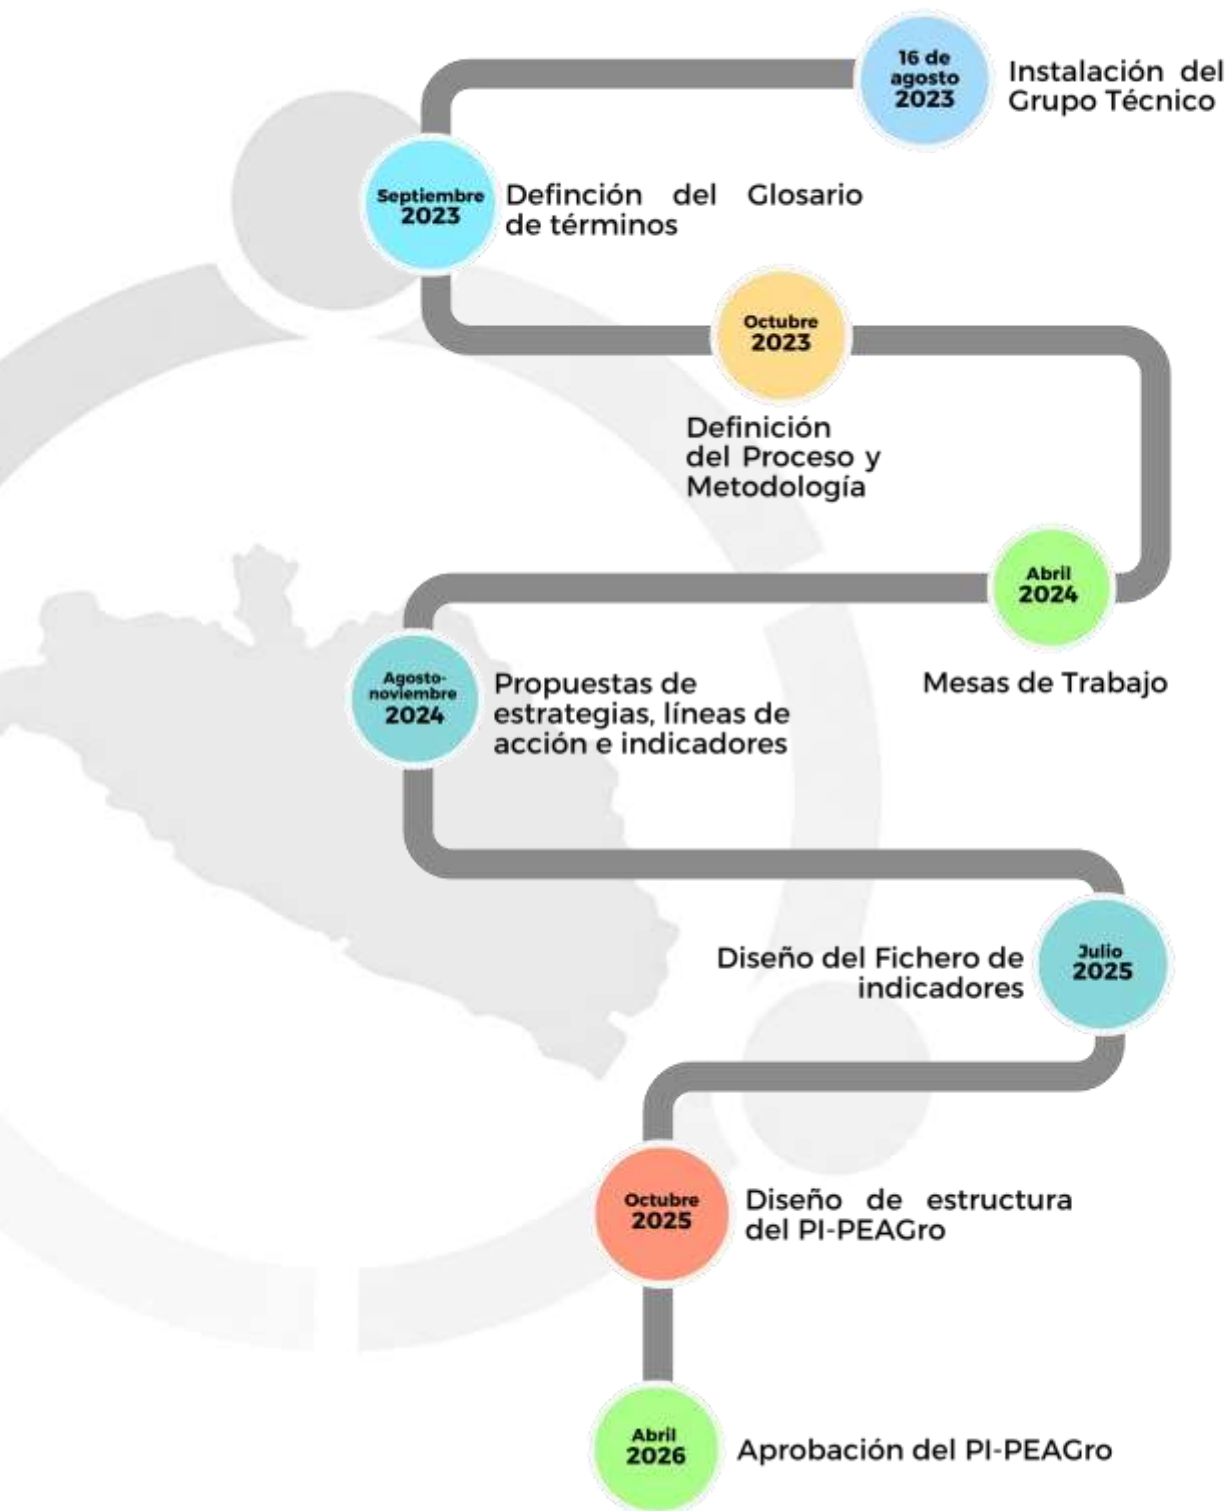 16 de
agosto
2023
Instalación del
Grupo Técnico
Septiembre
2023
Definción del Glosario
de términos
Octubre
2023
Definición
del Proceso y
Metodología
Abril
2024
Mesas de Trabajo
Agosto-
noviembre
2024
Propuestas de
estrategias, líneas de
acción e indicadores
Julio
2025
Diseño del Fichero de
indicadores
Octubre
2025
Diseño de estructura
del PI-PEAGro
Abril
2026
Aprobación del PI-PEAGro